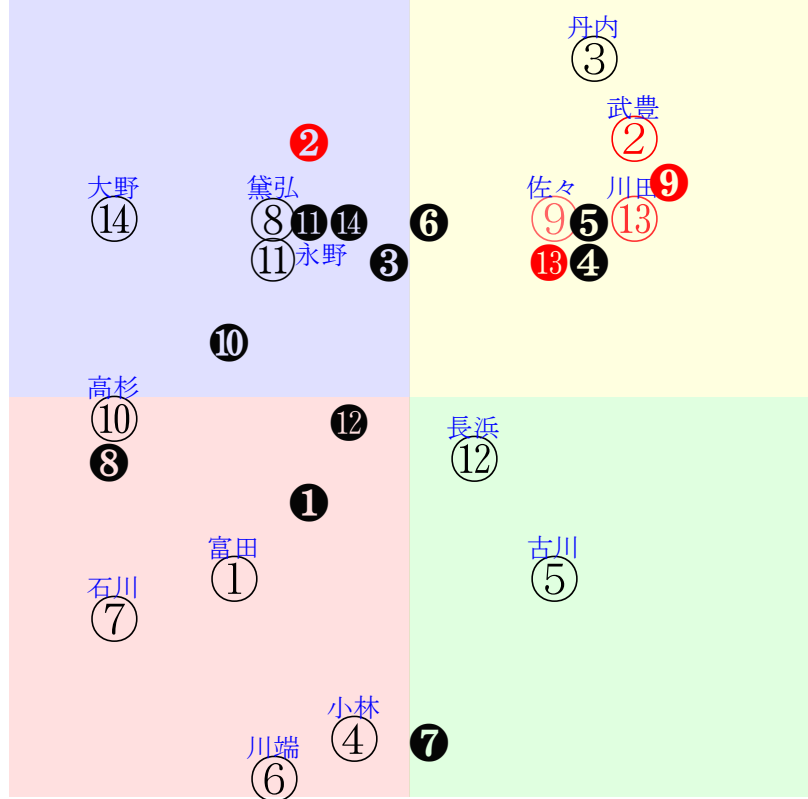 丹内
③
武豊
②
❷
❾
大野
⑭
黛弘
⑧
⓫
⓮
❻
佐々
⑨
❺
川田
⑬
⑪
永野
❸
⓭
❹
❿
高杉
⑩
⓬
長浜
⑫
❽
❶
富田
①
古川
⑤
石川
⑦
小林
④
❼
川端
⑥